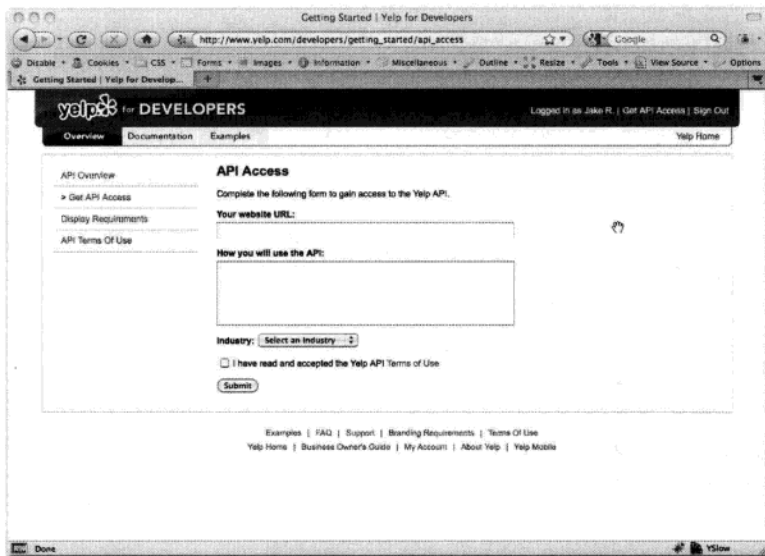 Getting Started | Yelp for Developers
http://www.yelp.com/developers/getting_started/api_access
Google
Disable Cookies CSS Forms Images Information Miscellaneous Outline Resize Tools View Source Options
Getting Started | Yelp for Develop...
yelp for DEVELOPERS
Logged in as Jake R. | Get API Access | Sign Out
Overview Documentation Examples Yelp Home
API Overview
> Get API Access
Display Requirements
API Terms Of Use
API Access
Complete the following form to gain access to the Yelp API.
Your website URL:
How you will use the API:
Industry: Select an Industry
I have read and accepted the Yelp API Terms of Use
Submit
Examples | FAQ | Support | Branding Requirements | Terms Of Use
Yelp Home | Business Owner's Guide | My Account | About Yelp | Yelp Mobile
Done
YSlow